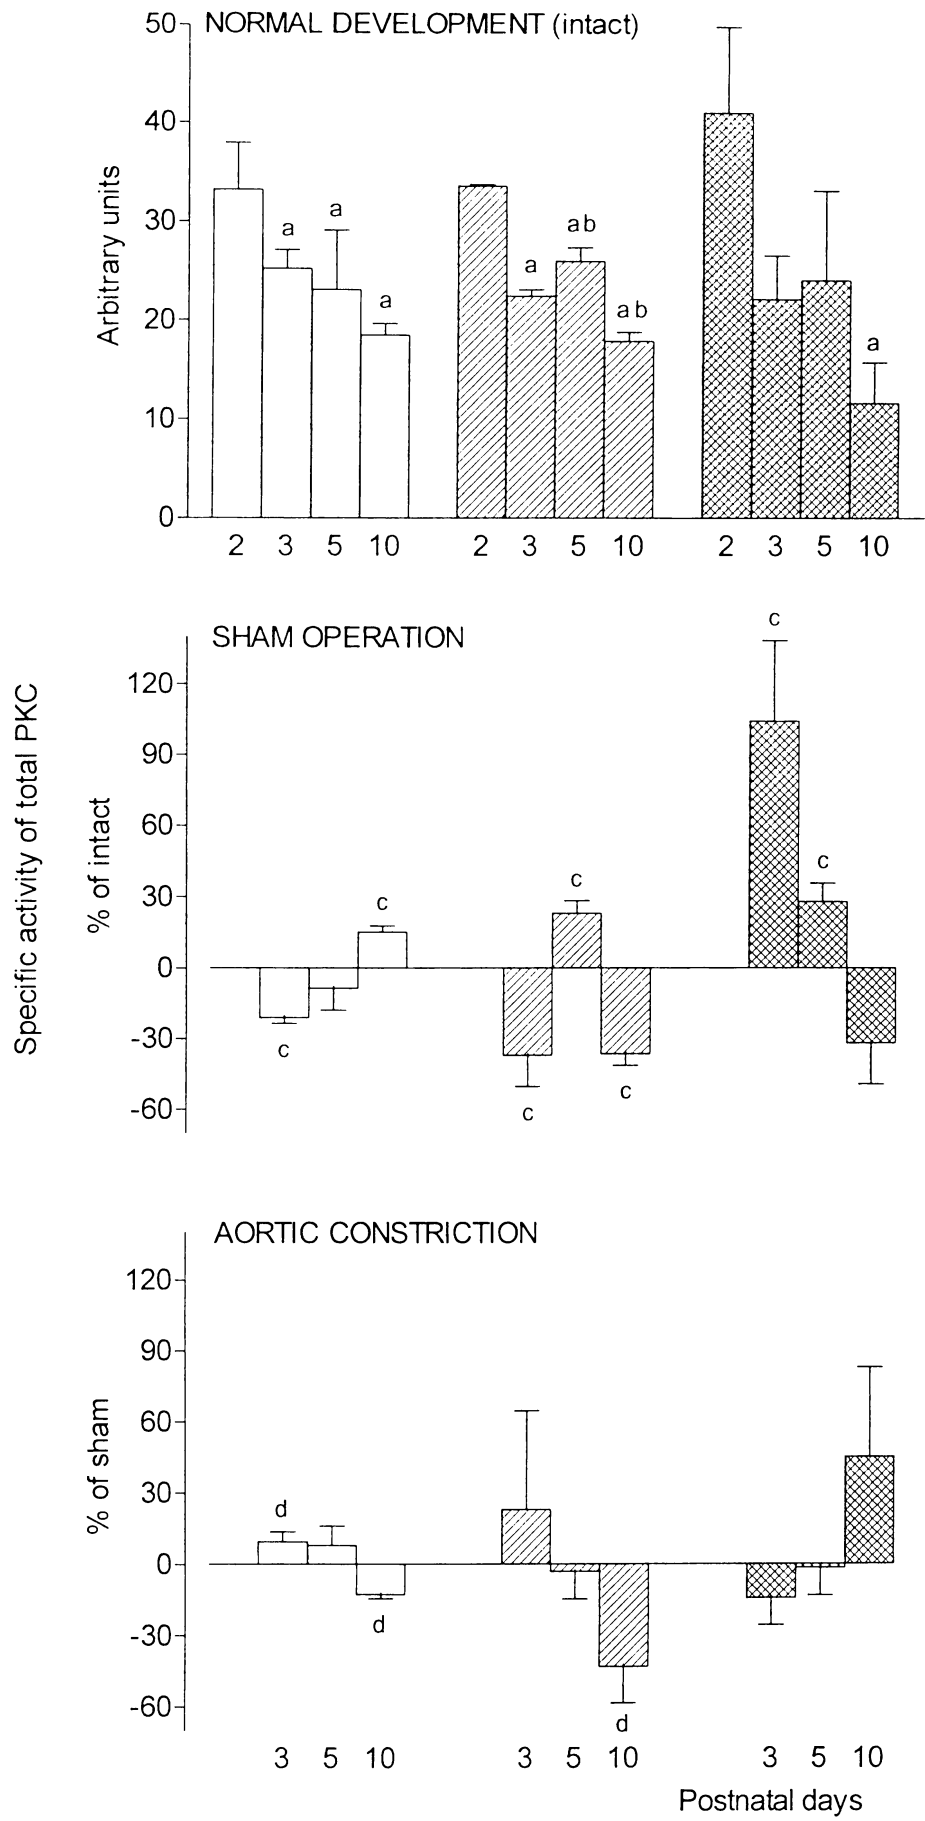 NORMAL DEVELOPMENT (intact)
50
40
30
20
10
0
Arbitrary units
a
a
a
a
ab
ab
a
2 3 5 10
2 3 5 10
2 3 5 10
Specific activity of total PKC
SHAM OPERATION
120
90
60
30
0
-30
-60
% of intact
c
c
c
c
c
c
c
AORTIC CONSTRICTION
120
90
60
30
0
-30
-60
% of sham
d
d
d
3 5 10
3 5 10
3 5 10
Postnatal days